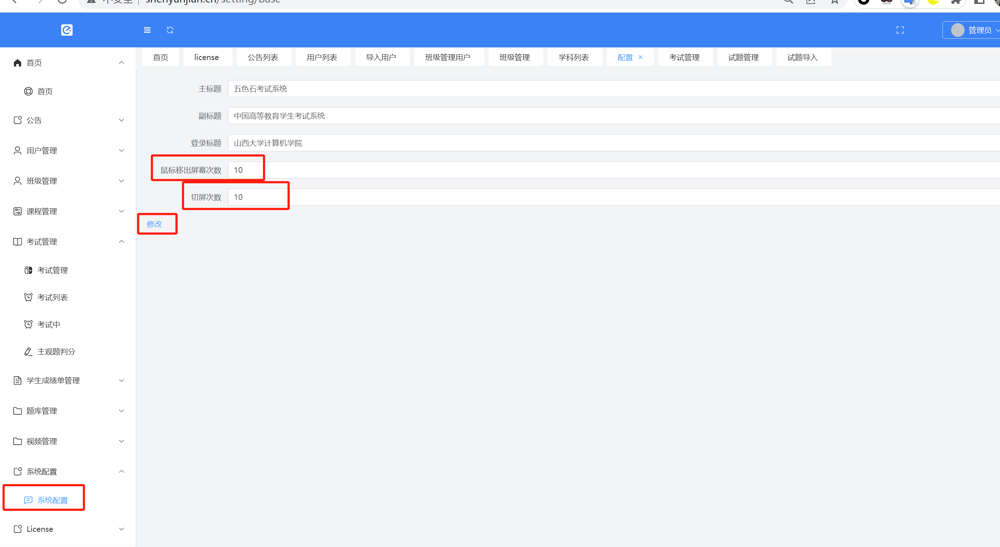 管理员
首页
license
公告列表
用户列表
导入用户
班级管理用户
班级管理
学科列表
配置
考试管理
试题管理
试题导入
首页
首页
公告
用户管理
班级管理
课程管理
考试管理
考试管理
考试列表
考试中
主观题判分
学生成绩单管理
题库管理
视频管理
系统配置
系统配置
License
主标题 五色石考试系统
副标题 中国高等教育学生考试系统
登录标题 山西大学计算机学院
鼠标移出屏幕次数 10
切屏次数 10
修改